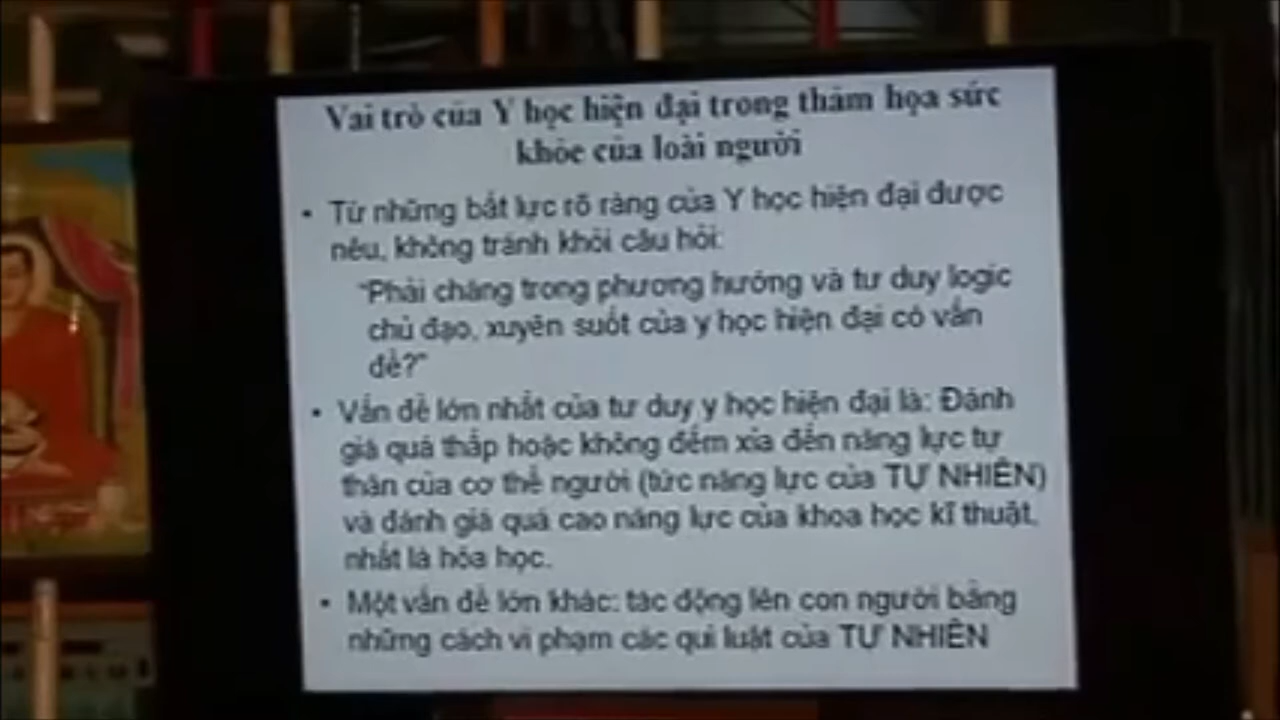 Vai trò của Y học hiện đại trong thảm họa sức
khỏe của loài người
• Từ những bất lực rõ ràng của Y học hiện đại được
nêu, không tránh khỏi câu hỏi:
“Phải chăng trong phương hướng và tư duy logic
chủ đạo, xuyên suốt của y học hiện đại có vấn
đề?”
• Vấn đề lớn nhất của tư duy y học hiện đại là: Đánh
giá quá thấp hoặc không đếm xỉa đến năng lực tự
thân của cơ thể người (tức năng lực của TỰ NHIÊN)
và đánh giá quá cao năng lực của khoa học kĩ thuật,
nhất là hóa học.
• Một vấn đề lớn khác: tác động lên con người bằng
những cách vi phạm các qui luật của TỰ NHIÊN